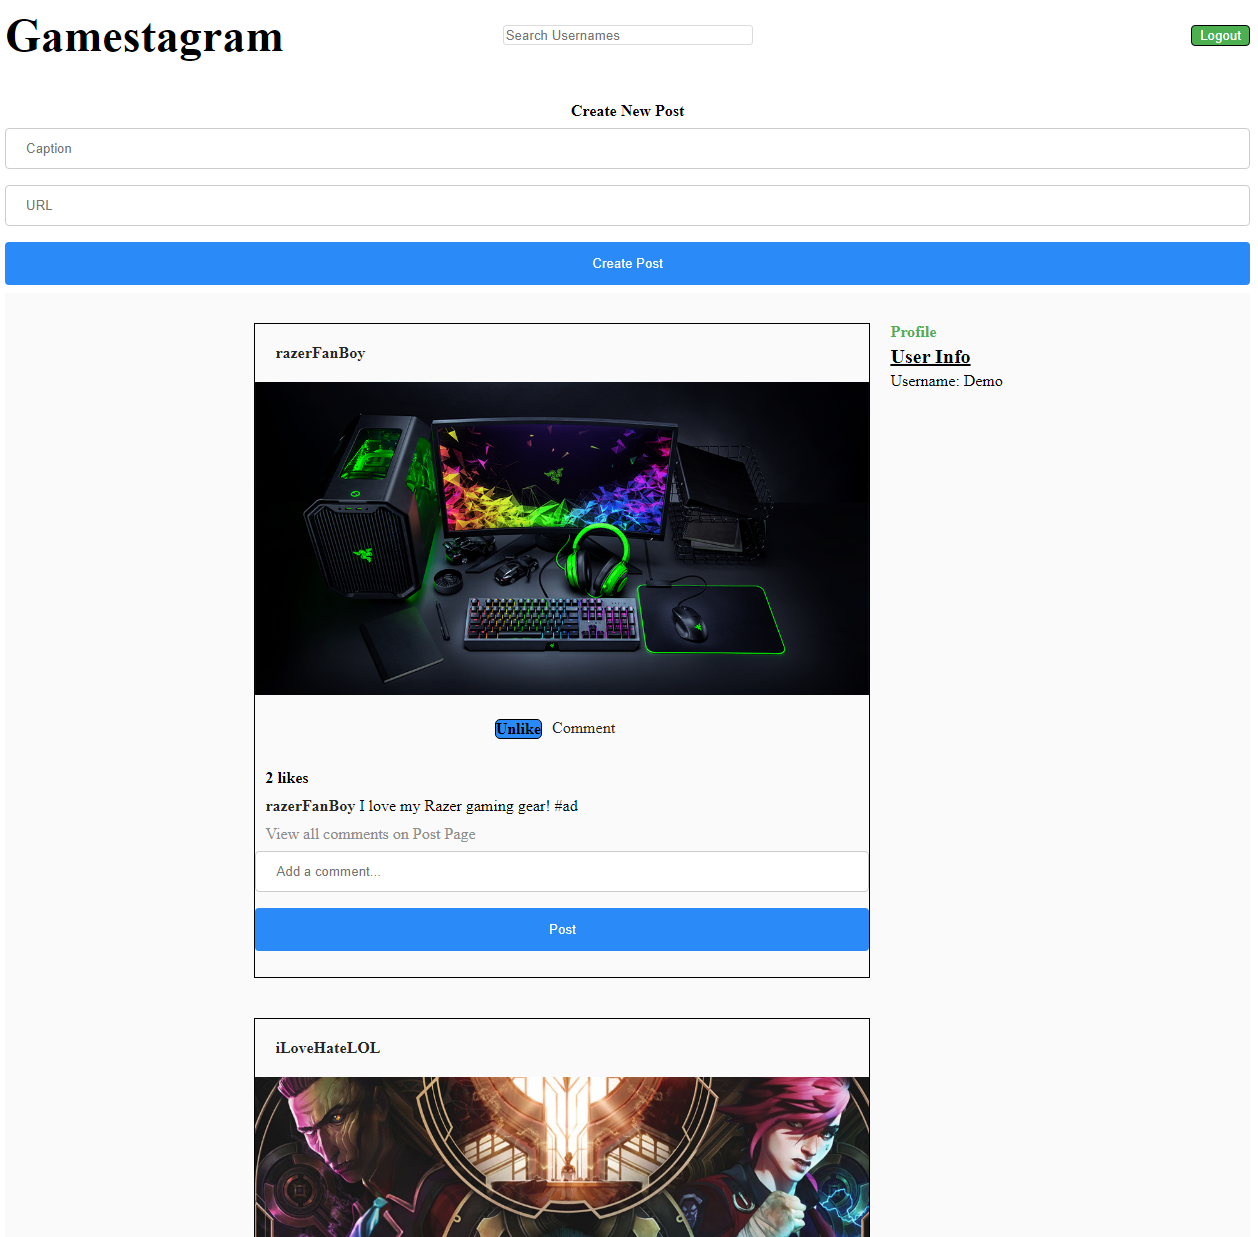 Gamestagram
Search Usernames
Logout
Create New Post
Caption
URL
Create Post
razerFanBoy
Profile
User Info
Username: Demo
Unlike Comment
2 likes
razerFanBoy I love my Razer gaming gear! #ad
View all comments on Post Page
Add a comment...
Post
iLoveHateLOL